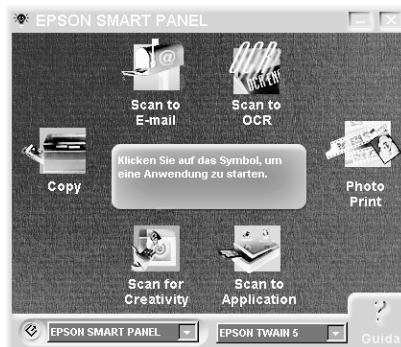 EPSON SMART PANEL
Scan to
E-mail
Scan to
OCR
Copy
Klicken Sie auf das Symbol, um
eine Anwendung zu starten.
Photo
Print
Scan for
Creativity
Scan to
Application
EPSON SMART PANEL
EPSON TWAIN 5
Guida